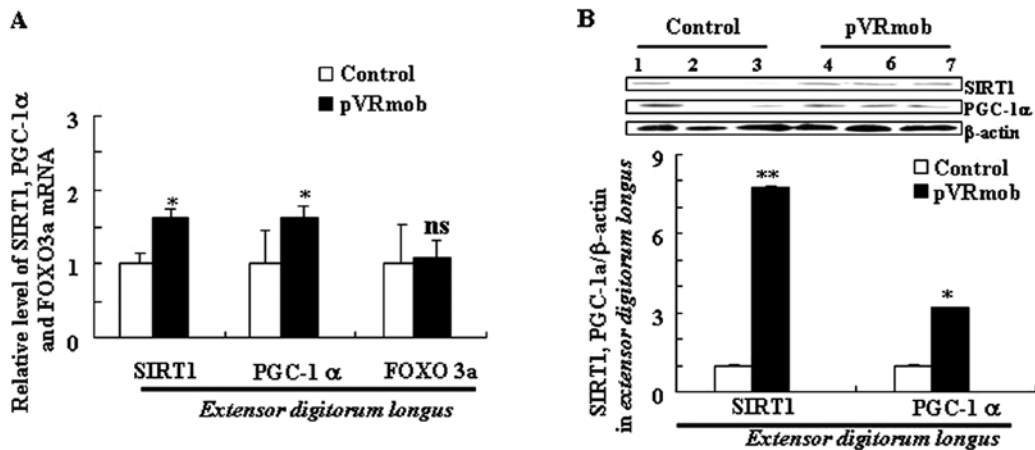 A
Control
pVRmob
Relative level of SIRT1, PGC-1α
and FOXO3a mRNA
3
2
1
0
*
*
ns
SIRT1
PGC-1 α
FOXO 3a
Extensor digitorum longus
B
Control
pVRmob
1 2 3 4 6 7
SIRT1
PGC-1α
β-actin
SIRT1, PGC-1a/β-actin
in extensor digitorum longus
Control
pVRmob
9
6
3
0
**
*
SIRT1
PGC-1 α
Extensor digitorum longus